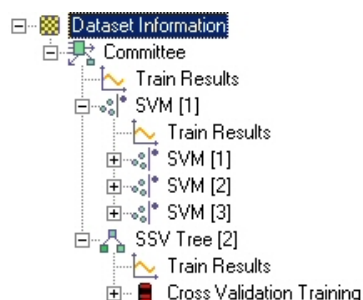 Dataset Information
Committee
Train Results
SVM [1]
Train Results
SVM [1]
SVM [2]
SVM [3]
SSV Tree [2]
Train Results
Cross Validation Training